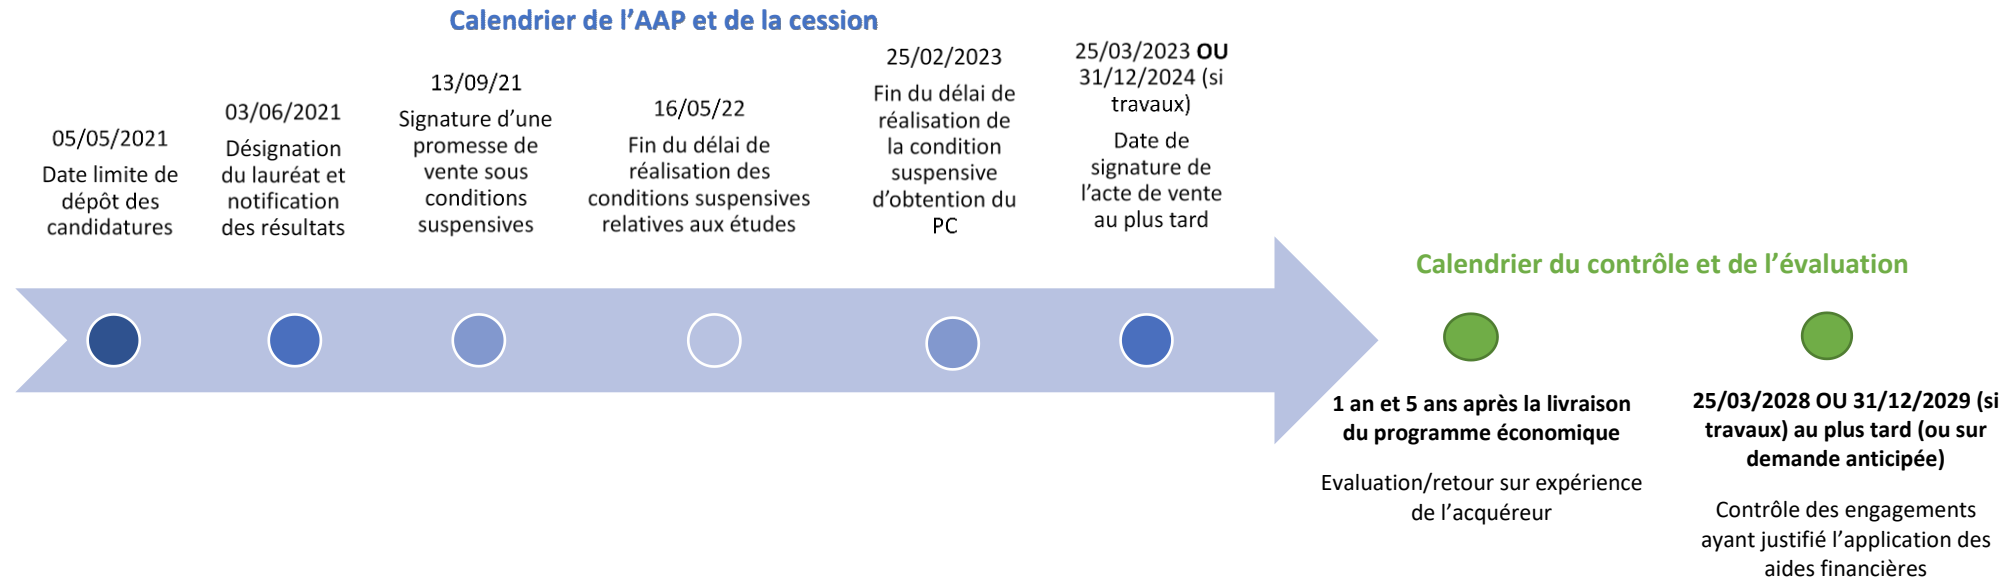 Calendrier de l’AAP et de la cession
05/05/2021
Date limite de
dépôt des
candidatures
03/06/2021
Désignation
du lauréat et
notification
des résultats
13/09/21
Signature d’une
promesse de
vente sous
conditions
suspensives
16/05/22
Fin du délai de
réalisation des
conditions suspensives
relatives aux études
25/02/2023
Fin du délai de
réalisation de
la condition
suspensive
d’obtention du
PC
25/03/2023 OU
31/12/2024 (si
travaux)
Date de
signature de
l’acte de vente
au plus tard
Calendrier du contrôle et de l’évaluation
1 an et 5 ans après la livraison
du programme économique
Evaluation/retour sur expérience
de l’acquéreur
25/03/2028 OU 31/12/2029 (si
travaux) au plus tard (ou sur
demande anticipée)
Contrôle des engagements
ayant justifié l’application des
aides financières